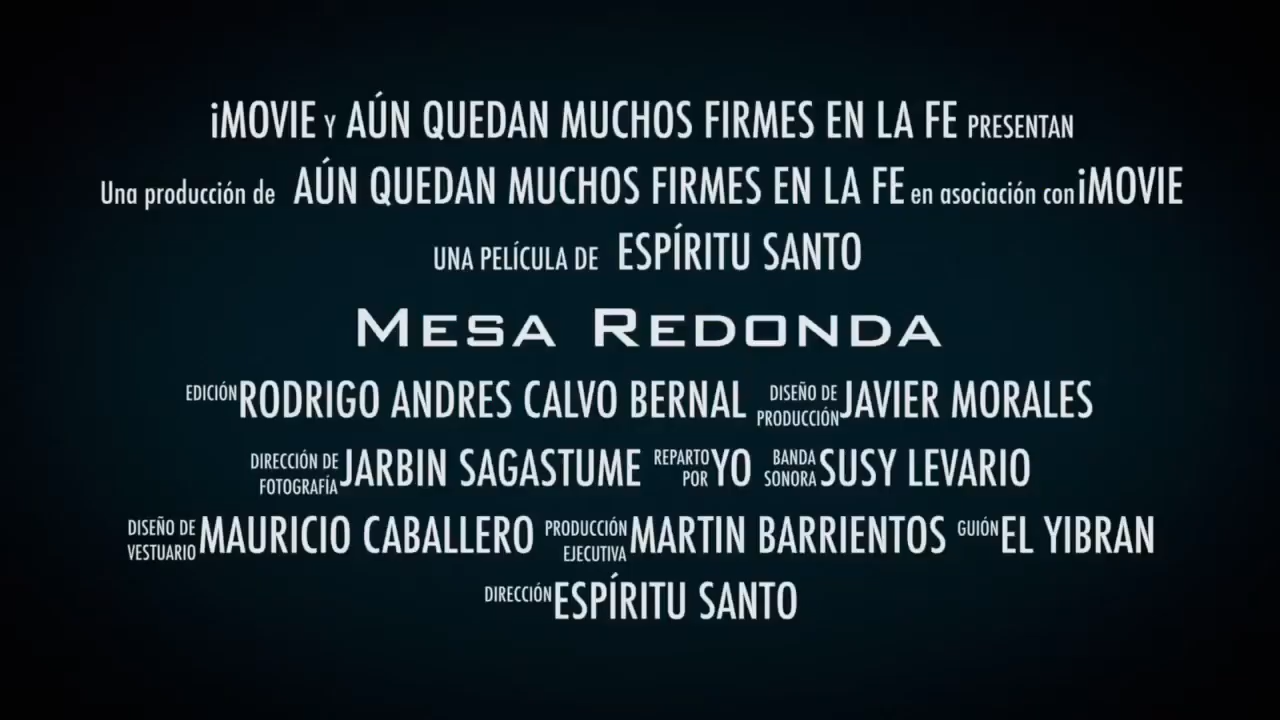 iMOVIE Y AÚN QUEDAN MUCHOS FIRMES EN LA FE PRESENTAN
Una producción de AÚN QUEDAN MUCHOS FIRMES EN LA FE en asociación con iMOVIE
UNA PELÍCULA DE ESPÍRITU SANTO
MESA REDONDA
EDICIÓN RODRIGO ANDRES CALVO BERNAL DISEÑO DE PRODUCCIÓN JAVIER MORALES
DIRECCIÓN DE FOTOGRAFÍA JARBIN SAGASTUME REPARTO POR YO BANDA SONORA SUSY LEVARIO
DISEÑO DE VESTUARIO MAURICIO CABALLERO PRODUCCIÓN EJECUTIVA MARTIN BARRIENTOS GUIÓN EL YIBRAN
DIRECCIÓN ESPÍRITU SANTO